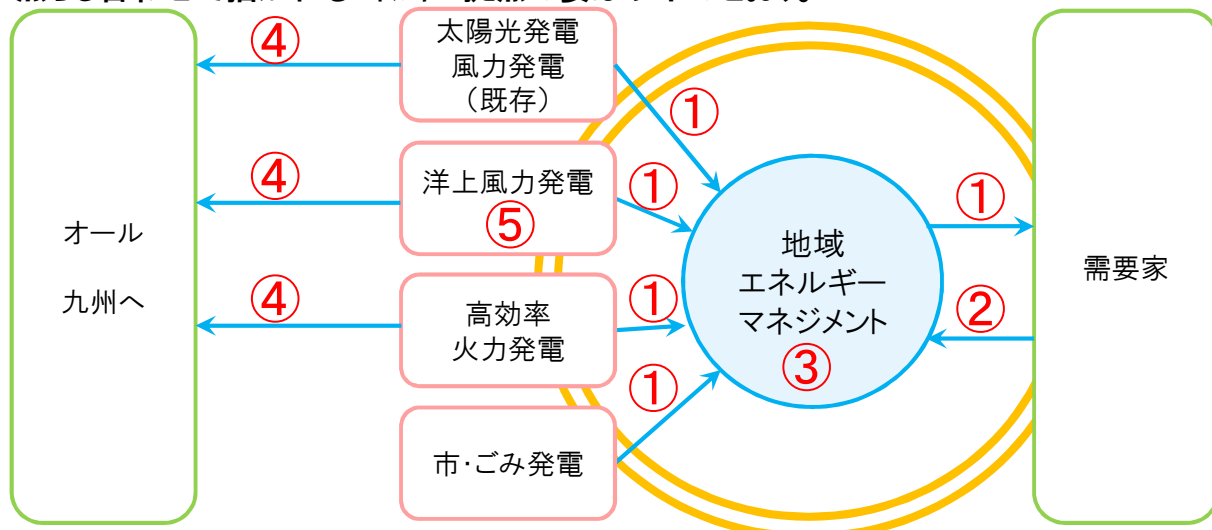 ④
太陽光発電
風力発電
（既存）
①
④
洋上風力発電
⑤
①
オール
九州へ
④
高効率
火力発電
①
市・ごみ発電
①
地域
エネルギー
マネジメント
③
①
②
需要家